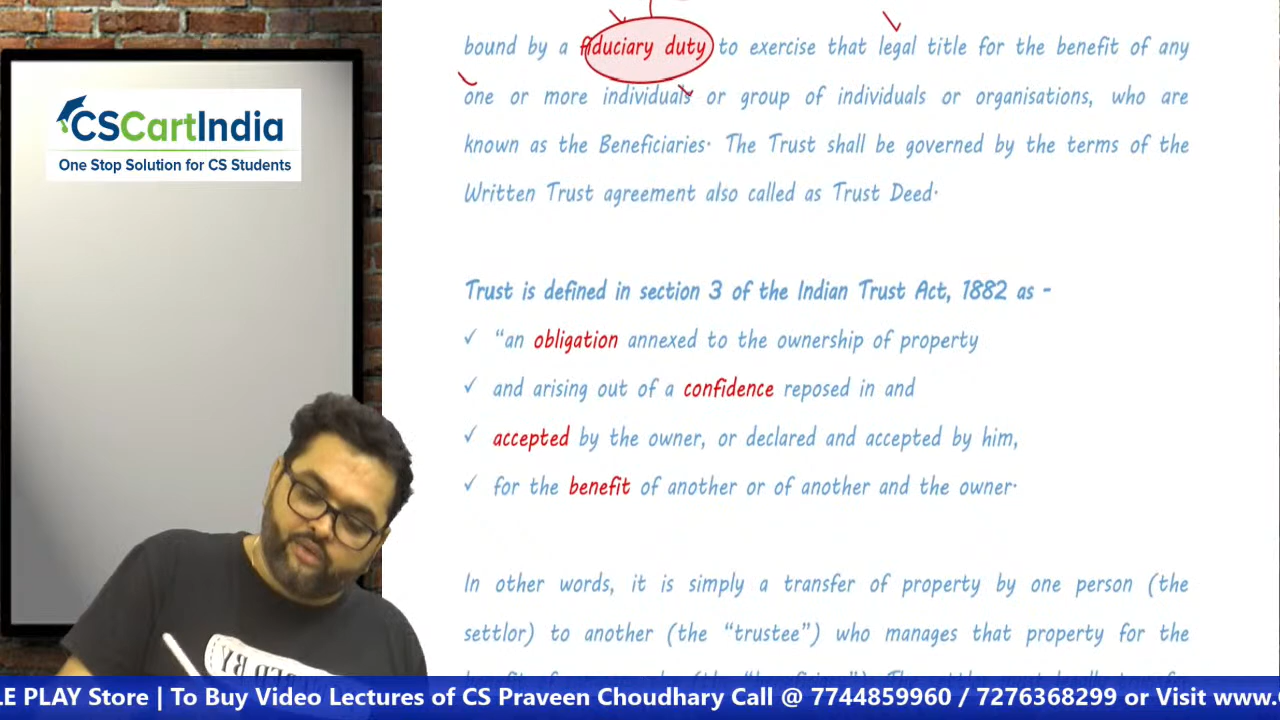 bound by a fiduciary duty to exercise that legal title for the benefit of any
one or more individuals or group of individuals or organisations, who are
known as the Beneficiaries. The Trust shall be governed by the terms of the
Written Trust agreement also called as Trust Deed.
CSCartIndia
One Stop Solution for CS Students
Trust is defined in section 3 of the Indian Trust Act, 1882 as -
✓ “an obligation annexed to the ownership of property
✓ and arising out of a confidence reposed in and
✓ accepted by the owner, or declared and accepted by him,
✓ for the benefit of another or of another and the owner.
In other words, it is simply a transfer of property by one person (the
settlor) to another (the “trustee”) who manages that property for the
LE PLAY Store | To Buy Video Lectures of CS Praveen Choudhary Call @ 7744859960 / 7276368299 or Visit www.